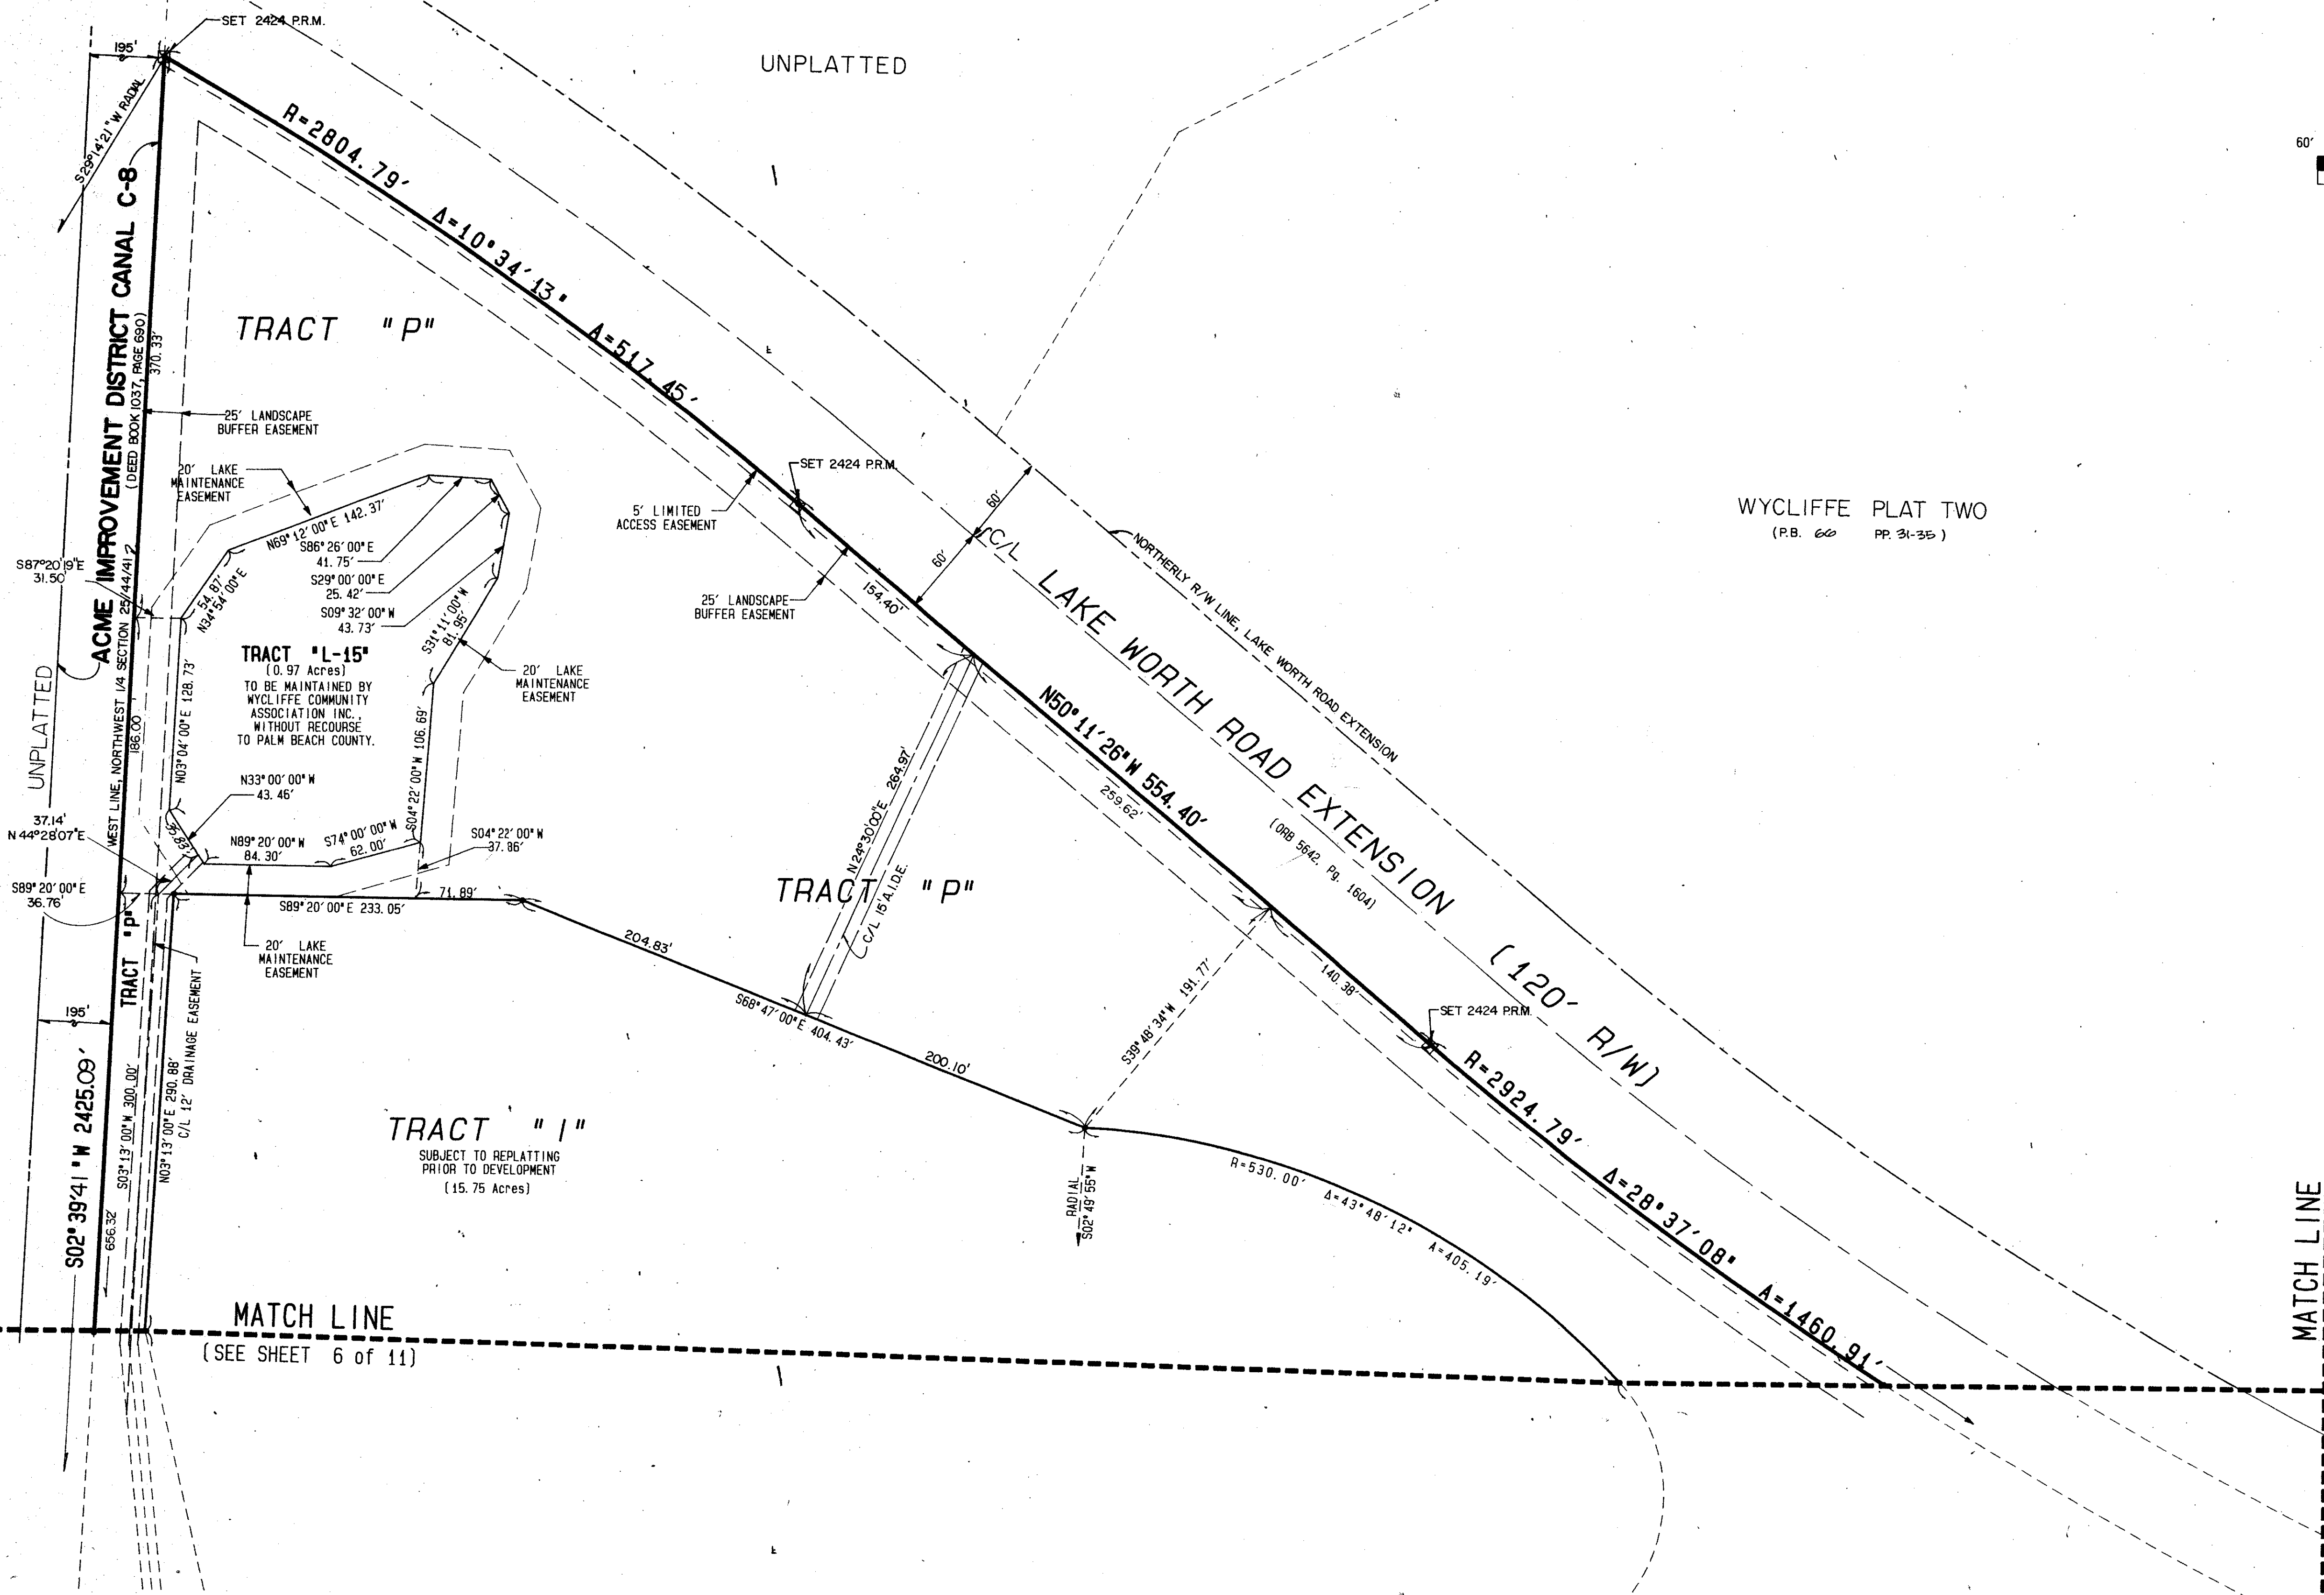 SET 2424 P.R.M.
195'
S29°14'21"W RADIAL
UNPLATTED
60'
R=2804.79'
Δ=10°34'13"
A=517.45'
ACME IMPROVEMENT DISTRICT CANAL C-8
(DEED BOOK 1037, PAGE 690)
370.33'
TRACT "P"
25' LANDSCAPE
BUFFER EASEMENT
20' LAKE
MAINTENANCE
EASEMENT
N69°12'00"E 142.37'
S86°26'00"E
41.75'
S29°00'00"E
25.42'
S09°32'00"W
43.73'
S31°11'00"W
81.95'
54.87'
N34°54'00"E
S87°20'19"E
31.50'
SET 2424 P.R.M.
5' LIMITED
ACCESS EASEMENT
25' LANDSCAPE
BUFFER EASEMENT
154.40'
60'
60'
C/L LAKE WORTH ROAD EXTENSION (120' R/W)
(ORB 5642, Pg. 1604)
NORTHERLY R/W LINE, LAKE WORTH ROAD EXTENSION
WYCLIFFE PLAT TWO
(P.B. 66 PP. 31-35)
TRACT "L-15"
(0.97 Acres)
TO BE MAINTAINED BY
WYCLIFFE COMMUNITY
ASSOCIATION INC.,
WITHOUT RECOURSE
TO PALM BEACH COUNTY.
20' LAKE
MAINTENANCE
EASEMENT
UNPLATTED
WEST LINE, NORTHWEST 1/4 SECTION 25/44/41
186.00'
N03°04'00"E 128.73'
S04°22'00"W 106.69'
N33°00'00"W
43.46'
35.83'
N89°20'00"W
84.30'
S74°00'00"W
62.00'
S04°22'00"W
37.86'
37.14'
N44°28'07"E
S89°20'00"E
36.76'
71.89'
S89°20'00"E 233.05'
20' LAKE
MAINTENANCE
EASEMENT
N24°30'00"E 264.97'
C/L 15' A.I.D.E.
N50°11'26"W 554.40'
259.62'
TRACT "P"
204.83'
S68°47'00"E 404.43'
200.10'
S39°48'34"W 191.77'
140.38'
SET 2424 P.R.M.
R=2924.79'
Δ=28°37'08"
A=1460.91'
TRACT "P"
195'
S02°39'41"W 2425.09'
656.32'
S03°13'00"W 300.00'
N03°13'00"E 290.88'
C/L 12' DRAINAGE EASEMENT
TRACT "I"
SUBJECT TO REPLATTING
PRIOR TO DEVELOPMENT
(15.75 Acres)
RADIAL
S02°49'55"W
R=530.00' Δ=43°48'12" A=405.19'
MATCH LINE
(SEE SHEET 6 of 11)
MATCH LINE